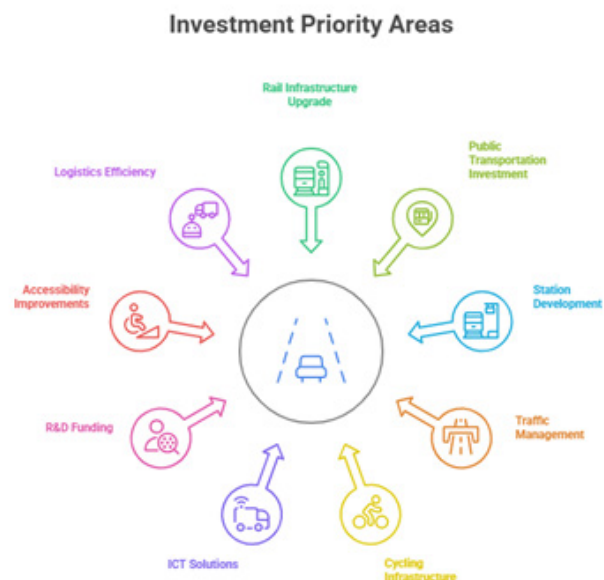 Investment Priority Areas
Rail Infrastructure
Upgrade
Public
Transportation
Investment
Logistics Efficiency
Accessibility
Improvements
Station
Development
R&D Funding
Traffic
Management
ICT Solutions
Cycling
Infrastructure